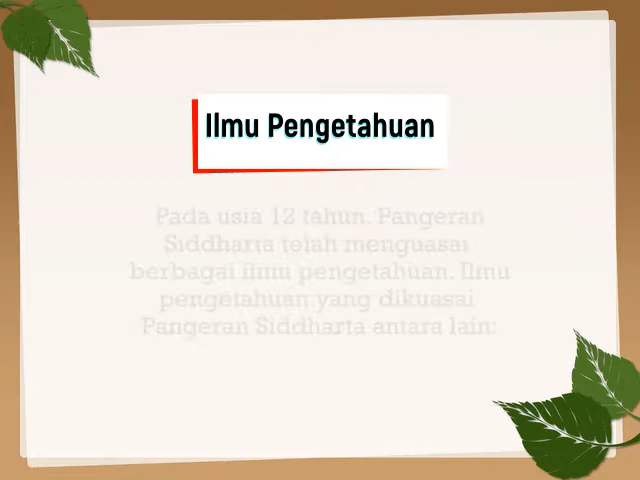 Ilmu Pengetahuan
Pada usia 12 tahun. Pangeran
Siddharta telah menguasai
berbagai ilmu pengetahuan. Ilmu
pengetahuan yang dikuasai
Pangeran Siddharta antara lain: